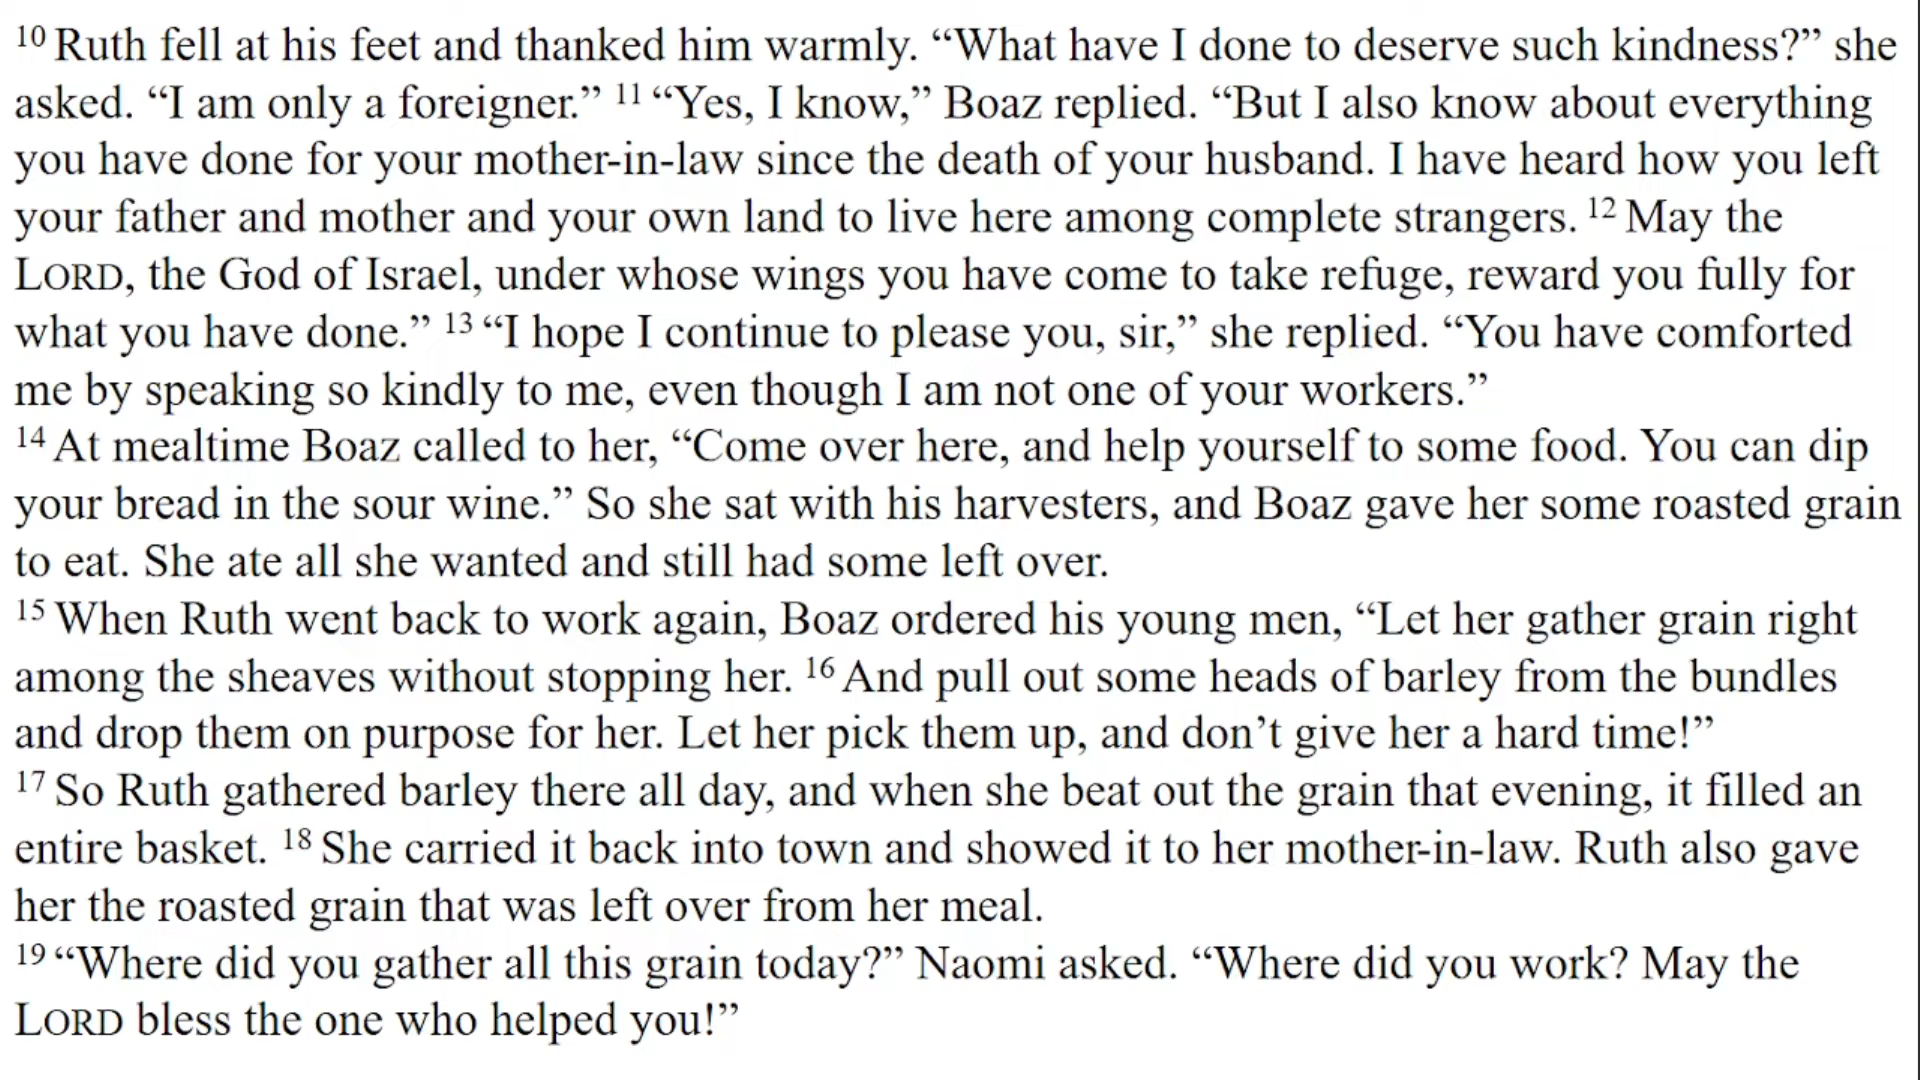 10 Ruth fell at his feet and thanked him warmly. “What have I done to deserve such kindness?” she
asked. “I am only a foreigner.” 11 “Yes, I know,” Boaz replied. “But I also know about everything
you have done for your mother-in-law since the death of your husband. I have heard how you left
your father and mother and your own land to live here among complete strangers. 12 May the
LORD, the God of Israel, under whose wings you have come to take refuge, reward you fully for
what you have done.” 13 “I hope I continue to please you, sir,” she replied. “You have comforted
me by speaking so kindly to me, even though I am not one of your workers.”
14 At mealtime Boaz called to her, “Come over here, and help yourself to some food. You can dip
your bread in the sour wine.” So she sat with his harvesters, and Boaz gave her some roasted grain
to eat. She ate all she wanted and still had some left over.
15 When Ruth went back to work again, Boaz ordered his young men, “Let her gather grain right
among the sheaves without stopping her. 16 And pull out some heads of barley from the bundles
and drop them on purpose for her. Let her pick them up, and don’t give her a hard time!”
17 So Ruth gathered barley there all day, and when she beat out the grain that evening, it filled an
entire basket. 18 She carried it back into town and showed it to her mother-in-law. Ruth also gave
her the roasted grain that was left over from her meal.
19 “Where did you gather all this grain today?” Naomi asked. “Where did you work? May the
LORD bless the one who helped you!”